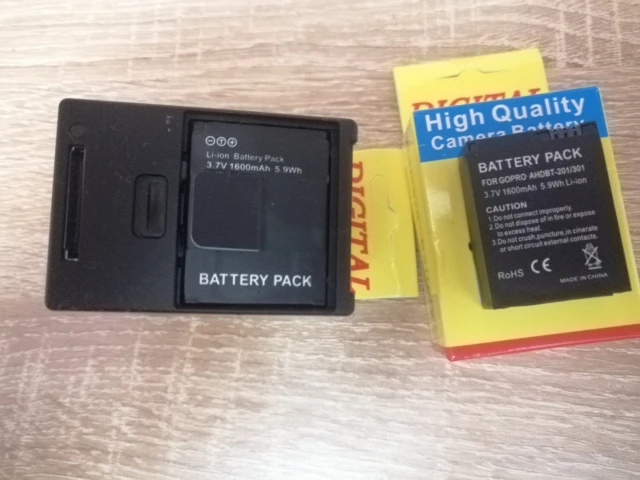 Li-ion Battery Pack
3.7V 1600mAh 5.9Wh
BATTERY PACK
DIGITAL
DIGITAL
High Quality
Camera Battery
BATTERY PACK
FOR GOPRO AHDBT-201/301
3.7V 1600mAh 5.9Wh Li-ion
CAUTION
1.Do not connect improperly.
2.Do not dispose of in fire or expose
to excess heat.
3.Do not crush,puncture,in cinarate
or short circuit external contacts.
RoHS CE
MADE IN CHINA